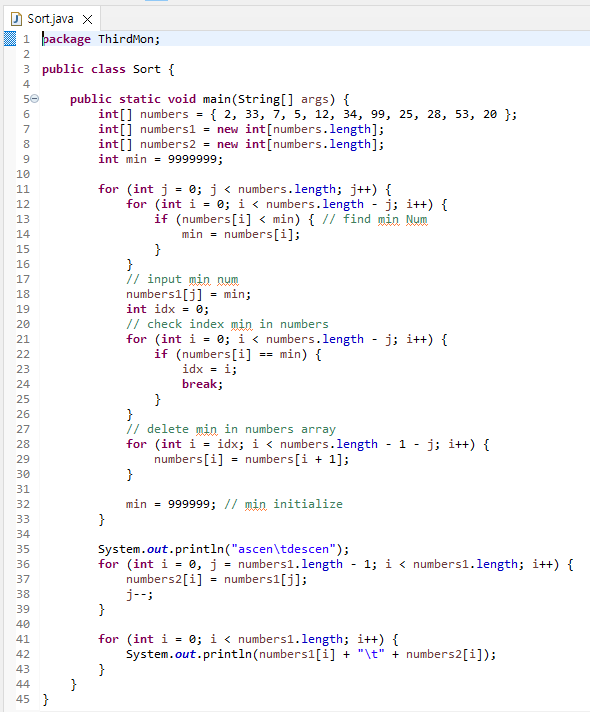 Sort.java
1 package ThirdMon;
2
3 public class Sort {
4
5 public static void main(String[] args) {
6 int[] numbers = { 2, 33, 7, 5, 12, 34, 99, 25, 28, 53, 20 };
7 int[] numbers1 = new int[numbers.length];
8 int[] numbers2 = new int[numbers.length];
9 int min = 9999999;
10
11 for (int j = 0; j < numbers.length; j++) {
12 for (int i = 0; i < numbers.length - j; i++) {
13 if (numbers[i] < min) { // find min Num
14 min = numbers[i];
15 }
16 }
17 // input min num
18 numbers1[j] = min;
19 int idx = 0;
20 // check index min in numbers
21 for (int i = 0; i < numbers.length - j; i++) {
22 if (numbers[i] == min) {
23 idx = i;
24 break;
25 }
26 }
27 // delete min in numbers array
28 for (int i = idx; i < numbers.length - 1 - j; i++) {
29 numbers[i] = numbers[i + 1];
30 }
31
32 min = 999999; // min initialize
33 }
34
35 System.out.println("ascen\tdescen");
36 for (int i = 0, j = numbers1.length - 1; i < numbers1.length; i++) {
37 numbers2[i] = numbers1[j];
38 j--;
39 }
40
41 for (int i = 0; i < numbers1.length; i++) {
42 System.out.println(numbers1[i] + "\t" + numbers2[i]);
43 }
44 }
45 }